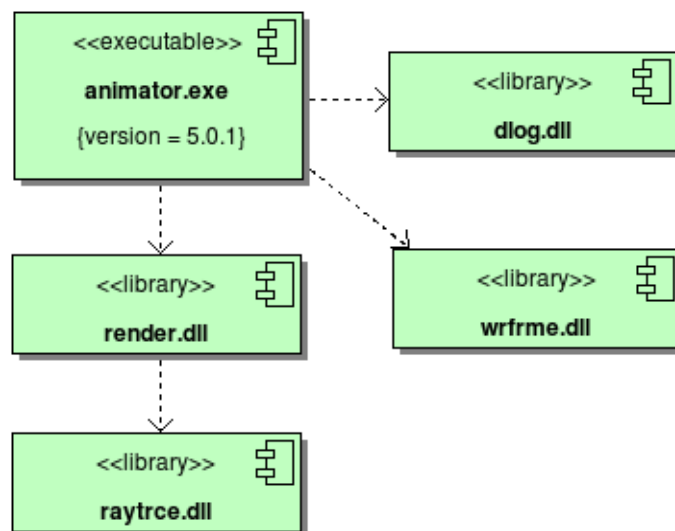 <<executable>>
animator.exe
{version = 5.0.1}
<<library>>
dlog.dll
<<library>>
render.dll
<<library>>
wrfrme.dll
<<library>>
raytrce.dll